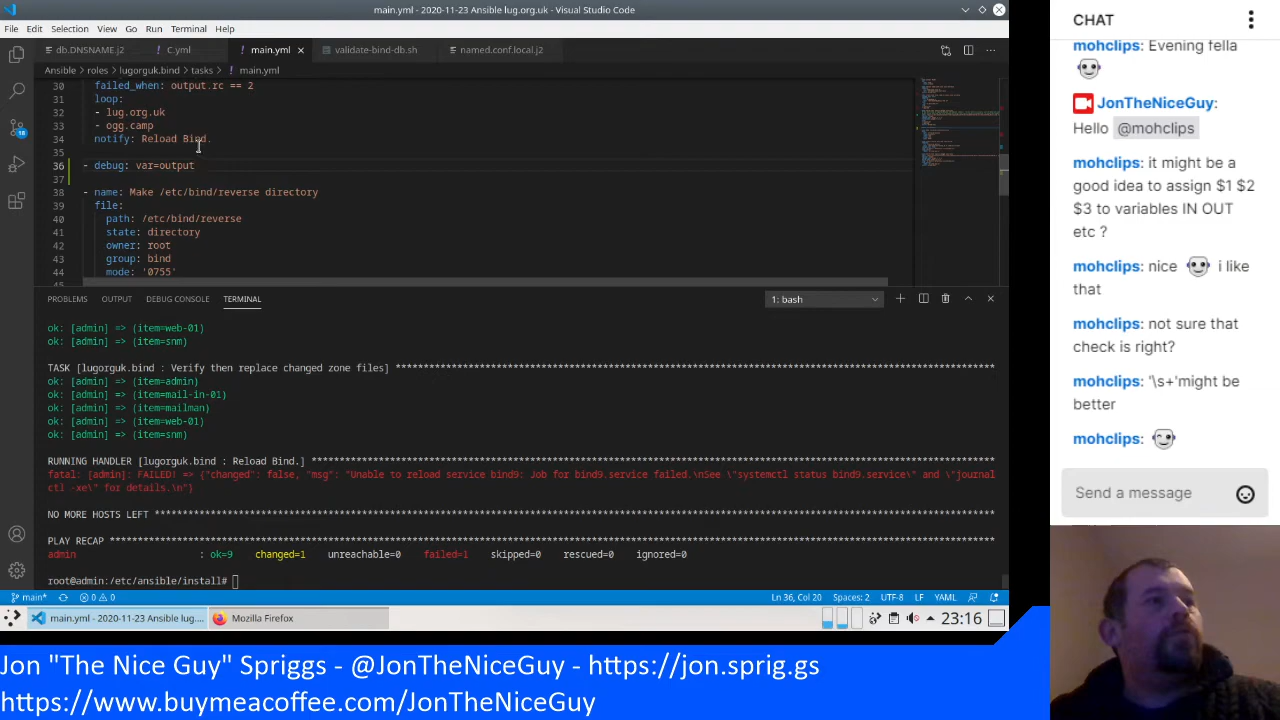 main.yml - 2020-11-23 Ansible lug.org.uk - Visual Studio Code
File Edit Selection View Go Run Terminal Help
db.DNSNAME.j2 C.yml main.yml × validate-bind-db.sh named.conf.local.j2
Ansible > roles > lugorguk.bind > tasks > main.yml
30 failed_when: output.rc == 2
31 loop:
32 - lug.org.uk
33 - ogg.camp
34 notify: Reload Bind.
35
36 - debug: var=output
37
38 - name: Make /etc/bind/reverse directory
39 file:
40 path: /etc/bind/reverse
41 state: directory
42 owner: root
43 group: bind
44 mode: '0755'
45
18
PROBLEMS OUTPUT DEBUG CONSOLE TERMINAL 1: bash
ok: [admin] => (item=web-01)
ok: [admin] => (item=snm)
TASK [lugorguk.bind : Verify then replace changed zone files] ****************************************************************************************************
ok: [admin] => (item=admin)
ok: [admin] => (item=mail-in-01)
ok: [admin] => (item=mailman)
ok: [admin] => (item=web-01)
ok: [admin] => (item=snm)
RUNNING HANDLER [lugorguk.bind : Reload Bind.] ******************************************************************************************************************
fatal: [admin]: FAILED! => {"changed": false, "msg": "Unable to reload service bind9: Job for bind9.service failed.\nSee \"systemctl status bind9.service\" and \"journal
ctl -xe\" for details.\n"}
NO MORE HOSTS LEFT **********************************************************************************************************************************************
PLAY RECAP *****************************************************************************************************************************************************
admin : ok=9 changed=1 unreachable=0 failed=1 skipped=0 rescued=0 ignored=0
root@admin:/etc/ansible/install#
main* 0 0 Ln 36, Col 20 Spaces: 2 UTF-8 LF YAML
main.yml - 2020-11-23 Ansible lug.... Mozilla Firefox 23:16
CHAT
mohclips: Evening fella
JonTheNiceGuy:
Hello @mohclips
mohclips: it might be a
good idea to assign $1 $2
$3 to variables IN OUT
etc ?
mohclips: nice i like
that
mohclips: not sure that
check is right?
mohclips: '\s+'might be
better
mohclips:
Send a message
Jon "The Nice Guy" Spriggs - @JonTheNiceGuy - https://jon.sprig.gs
https://www.buymeacoffee.com/JonTheNiceGuy